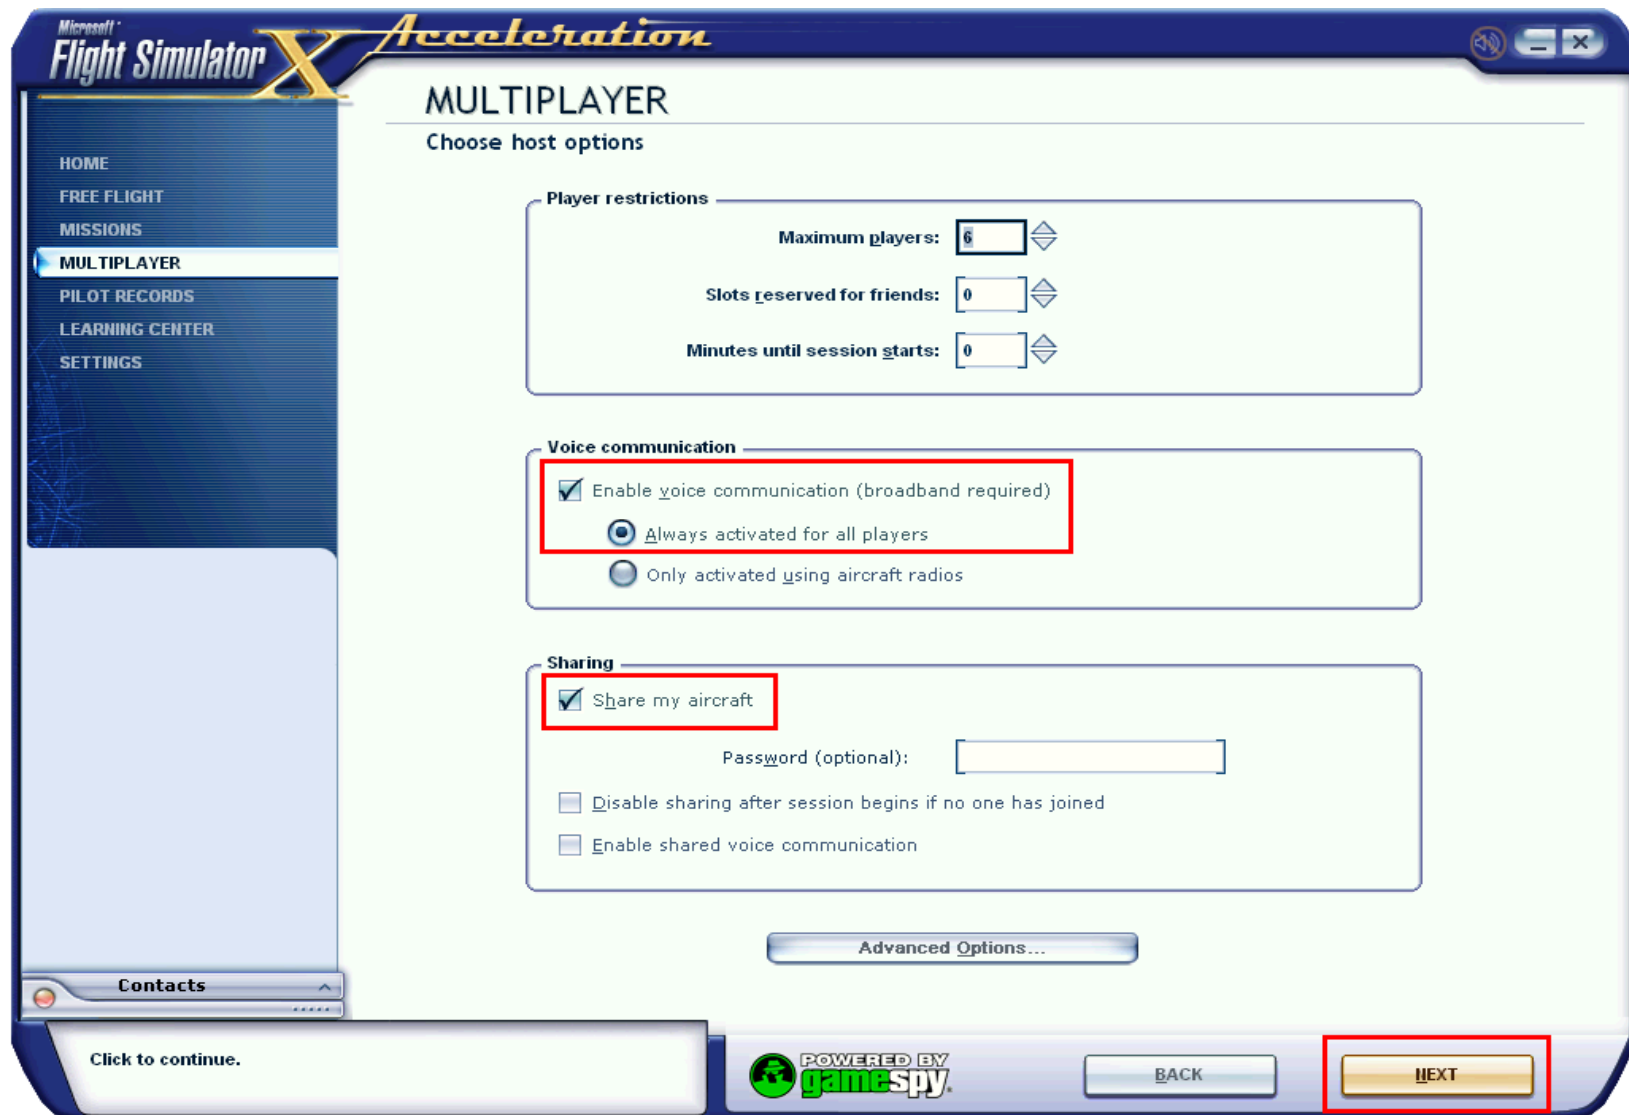 Microsoft
Flight Simulator X Acceleration
MULTIPLAYER
Choose host options
HOME
FREE FLIGHT
MISSIONS
MULTIPLAYER
PILOT RECORDS
LEARNING CENTER
SETTINGS
Player restrictions
Maximum players: 6
Slots reserved for friends: 0
Minutes until session starts: 0
Voice communication
Enable voice communication (broadband required)
Always activated for all players
Only activated using aircraft radios
Sharing
Share my aircraft
Password (optional):
Disable sharing after session begins if no one has joined
Enable shared voice communication
Advanced Options...
Contacts
Click to continue.
POWERED BY
gamespy.
BACK
NEXT